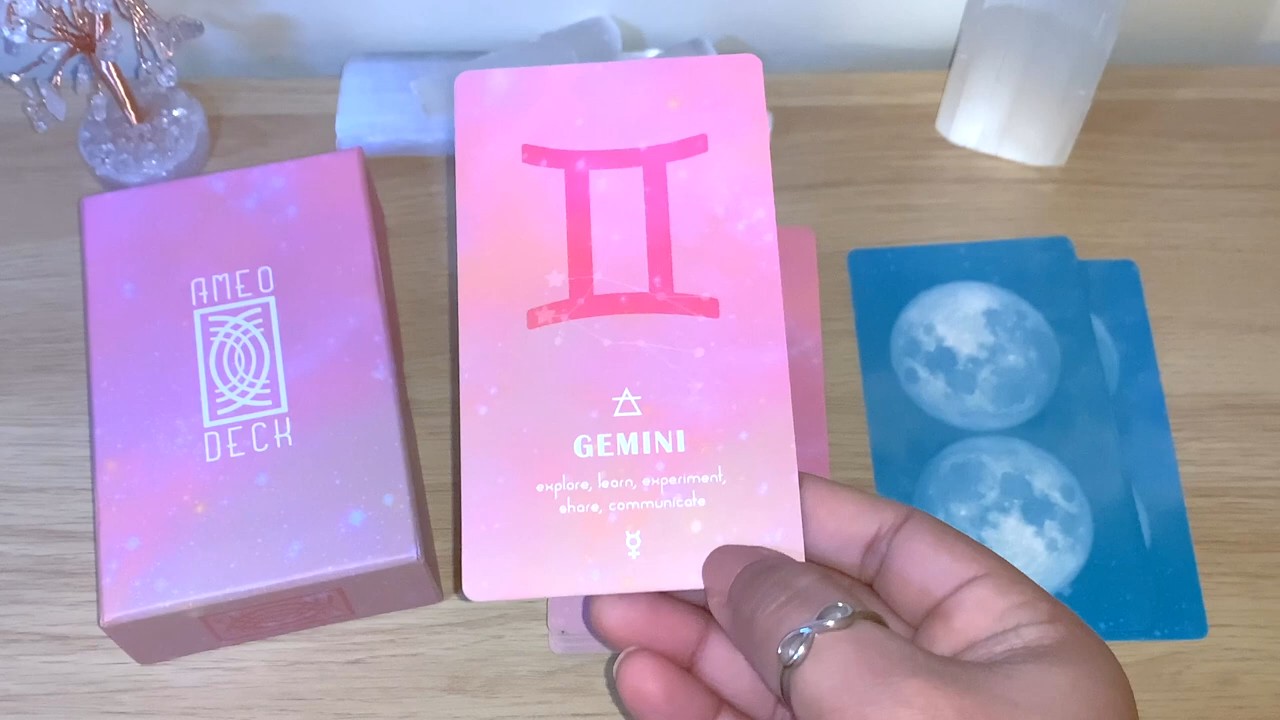 AMEO
DECK
GEMINI
explore, learn, experiment,
share, communicate